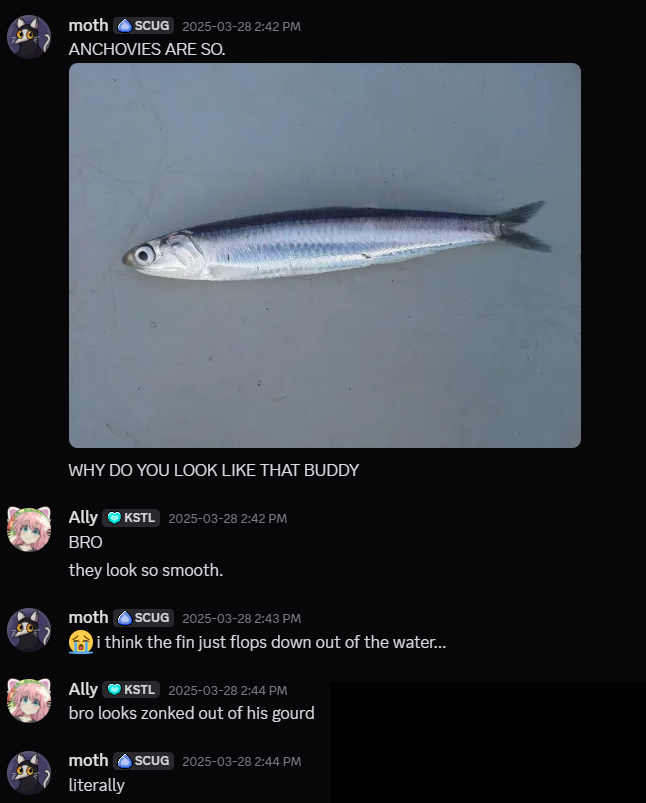 moth SCUG 2025-03-28 2:42 PM
ANCHOVIES ARE SO.
WHY DO YOU LOOK LIKE THAT BUDDY
Ally KSTL 2025-03-28 2:42 PM
BRO
they look so smooth.
moth SCUG 2025-03-28 2:43 PM
😭 i think the fin just flops down out of the water...
Ally KSTL 2025-03-28 2:44 PM
bro looks zonked out of his gourd
moth SCUG 2025-03-28 2:44 PM
literally